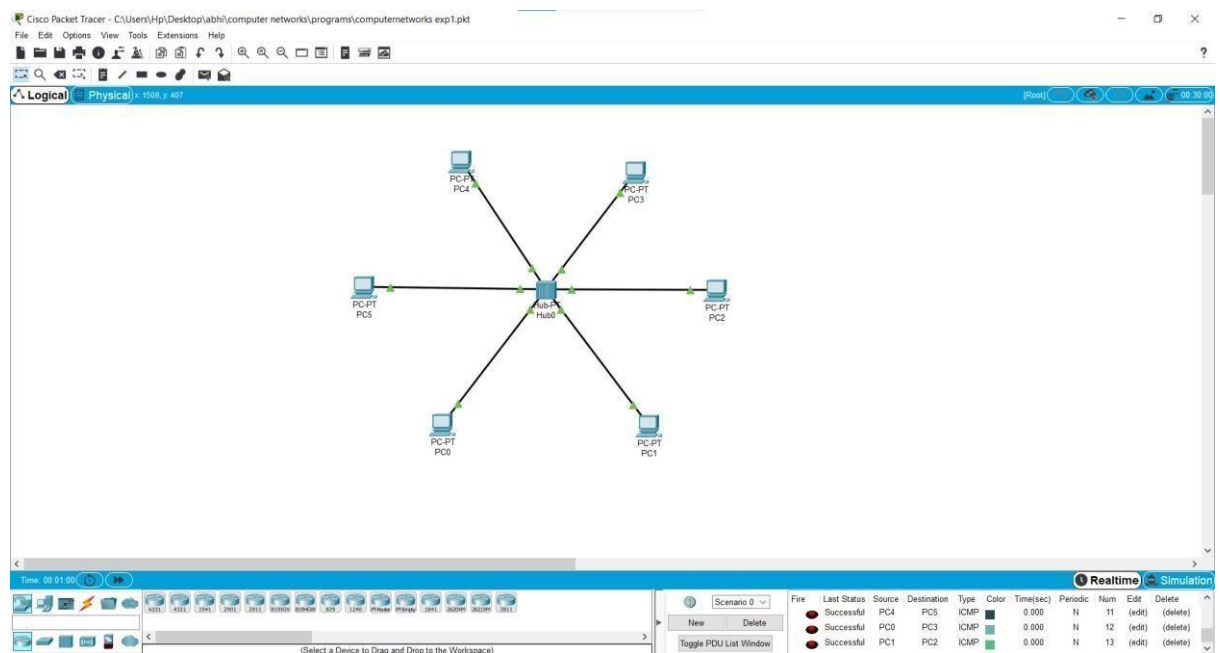 Cisco Packet Tracer - C:\Users\Hp\Desktop\abhi\computer networks\programs\computernetworks exp1.pkt
File Edit Options View Tools Extensions Help
?
Logical Physical x: 1508, y: 407 [Root] 00:30:00
PC-PT
PC4
PC-PT
PC3
PC-PT
PC5
Hub-PT
Hub0
PC-PT
PC2
PC-PT
PC0
PC-PT
PC1
Time: 00:01:00 Realtime Simulation
4331 4321 1941 2901 2911 819IOX 819HGW 829 1240 PT-Empty 1841 2620XM 2621XM 2811
(Select a Device to Drag and Drop to the Workspace)
Scenario 0
New Delete
Toggle PDU List Window
Fire Last Status Source Destination Type Color Time(sec) Periodic Num Edit Delete
Successful PC4 PC5 ICMP 0.000 N 11 (edit) (delete)
Successful PC0 PC3 ICMP 0.000 N 12 (edit) (delete)
Successful PC1 PC2 ICMP 0.000 N 13 (edit) (delete)